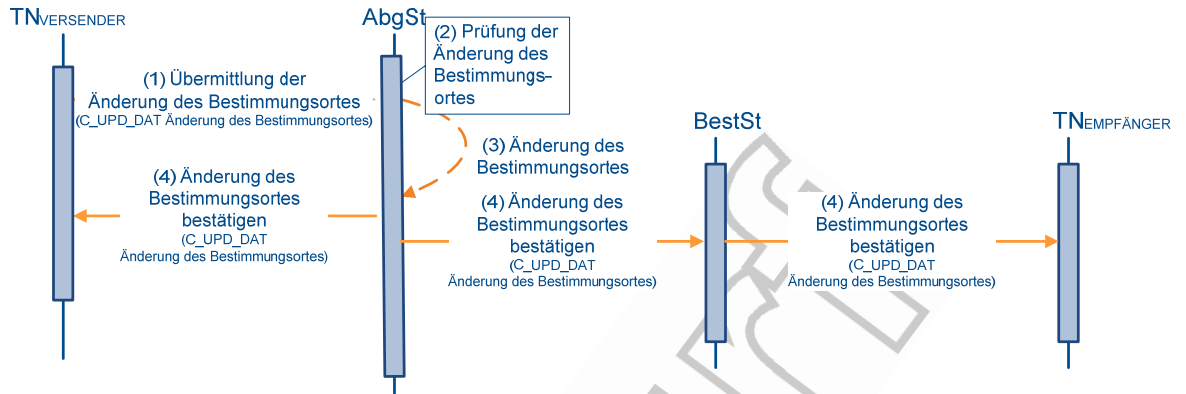 TNVERSENDER
AbgSt
(2) Prüfung der
Änderung des
Bestimmungs–
ortes
(1) Übermittlung der
Änderung des Bestimmungsortes
(C_UPD_DAT Änderung des Bestimmungsortes)
BestSt
TNEMPFÄNGER
(3) Änderung des
Bestimmungsortes
(4) Änderung des
Bestimmungsortes
bestätigen
(C_UPD_DAT
Änderung des Bestimmungsortes)
(4) Änderung des
Bestimmungsortes
bestätigen
(C_UPD_DAT
Änderung des Bestimmungsortes)
(4) Änderung des
Bestimmungsortes
bestätigen
(C_UPD_DAT
Änderung des Bestimmungsortes)